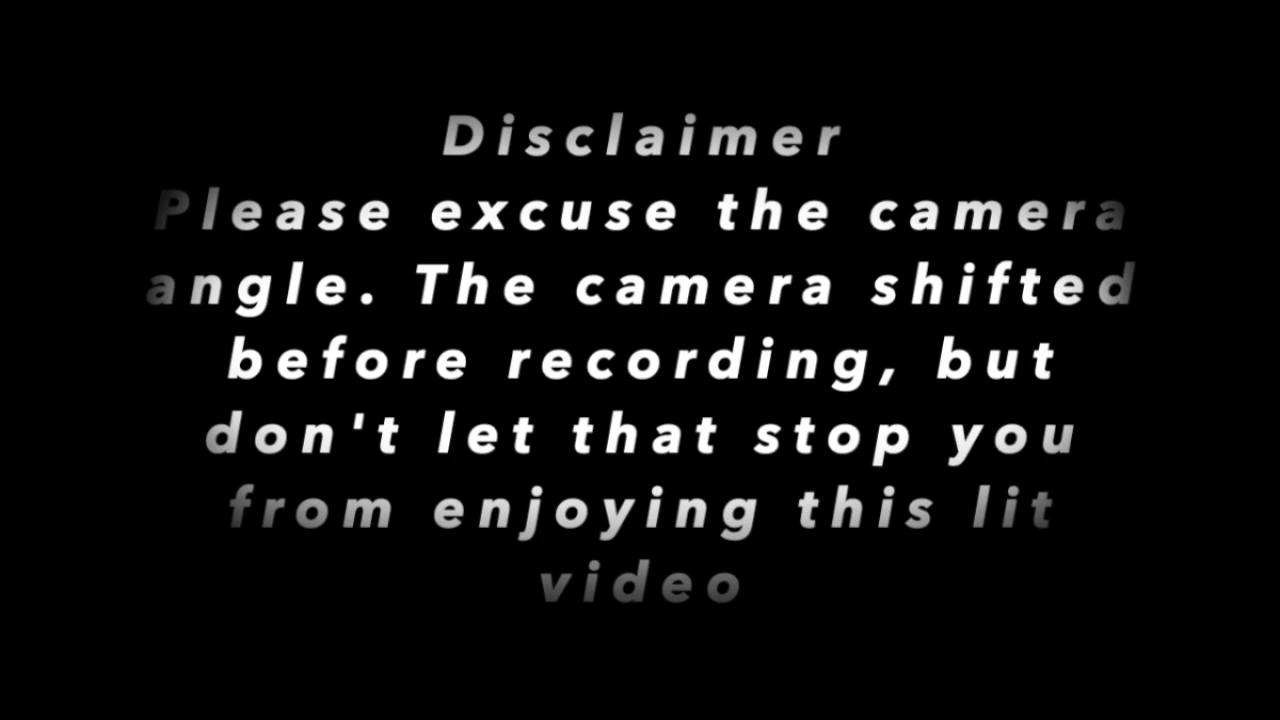 Disclaimer
Please excuse the camera
angle. The camera shifted
before recording, but
don't let that stop you
from enjoying this lit
video